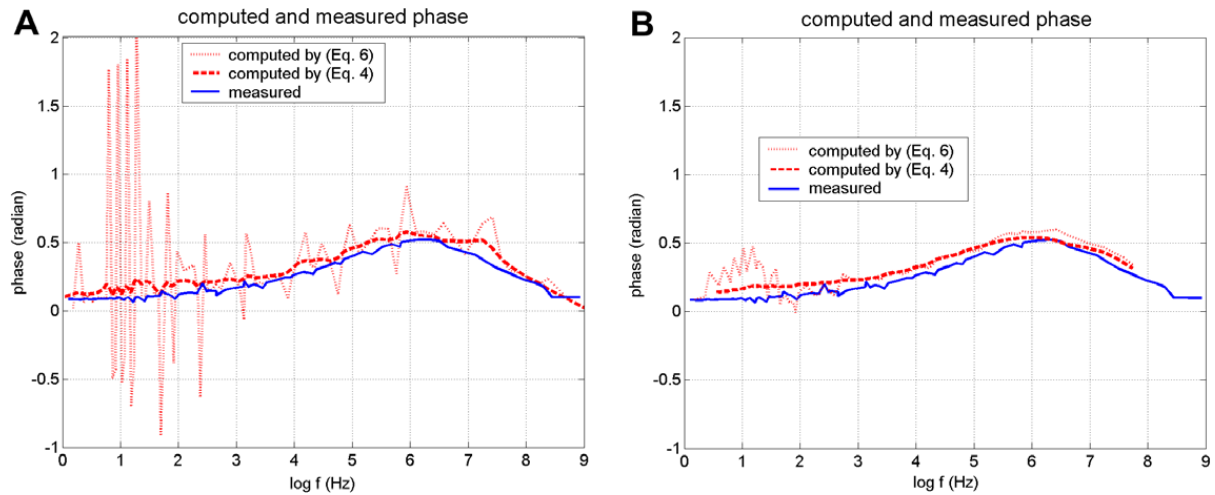 A
computed and measured phase
computed by (Eq. 6)
computed by (Eq. 4)
measured
phase (radian)
2
1.5
1
0.5
0
-0.5
-1
0 1 2 3 4 5 6 7 8 9
log f (Hz)
B
computed and measured phase
computed by (Eq. 6)
computed by (Eq. 4)
measured
phase (radian)
2
1.5
1
0.5
0
-0.5
-1
0 1 2 3 4 5 6 7 8 9
log f (Hz)